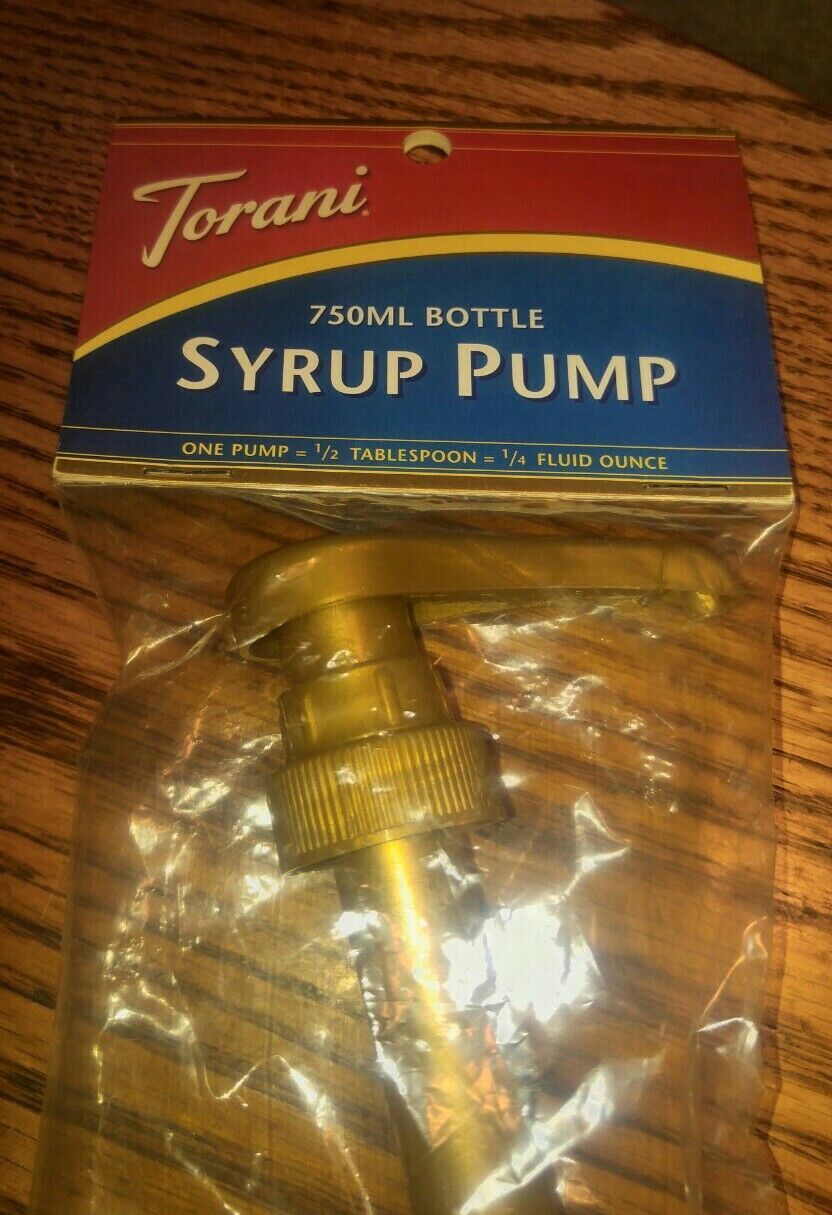 Torani
750ML BOTTLE
SYRUP PUMP
ONE PUMP = 1/2 TABLESPOON = 1/4 FLUID OUNCE